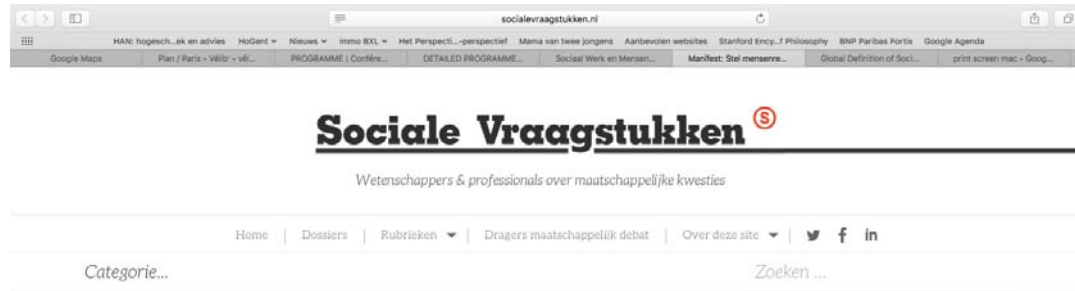 socialevraagstukken.nl
HAN: hogesch...ek en advies HoGent Nieuws immo BXL Het Perspecti...-perspectief Mama van twee jongens Aanbevolen websites Stanford Ency...f Philosophy BNP Paribas Fortis Google Agenda
Google Maps Plan / Paris - Vélib' - vél... PROGRAMME | Confére... DETAILED PROGRAMME... Sociaal Werk en Mensen... Manifest: Stel mensenre... Global Definition of Soci... print screen mac - Goog...
Sociale Vraagstukken S
Wetenschappers & professionals over maatschappelijke kwesties
Home | Dossiers | Rubrieken | Dragers maatschappelijk debat | Over deze site | f in
Categorie... Zoeken ...